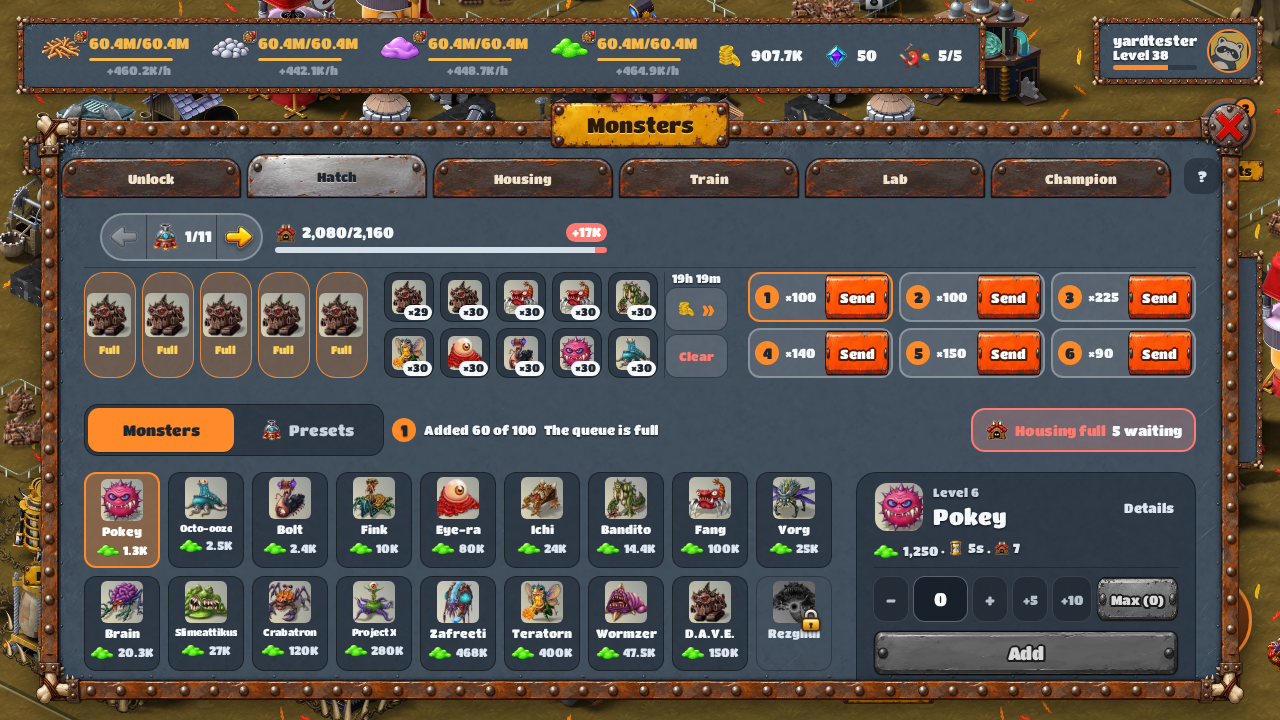 60.4M/60.4M
+460.2K/h
60.4M/60.4M
+442.1K/h
60.4M/60.4M
+448.7K/h
60.4M/60.4M
+464.9K/h
907.7K
50
5/5
yardtester
Level 38
Monsters
Unlock
Hatch
Housing
Train
Lab
Champion
?
1/11
2,080/2,160
+17K
Full
Full
Full
Full
Full
×29
×30
×30
×30
×30
×30
×30
×30
×30
×30
19h 19m
Clear
1 ×100 Send
2 ×100 Send
3 ×225 Send
4 ×140 Send
5 ×150 Send
6 ×90 Send
Monsters
Presets
1 Added 60 of 100 The queue is full
Housing full 5 waiting
Pokey
1.3K
Octo-ooze
2.5K
Bolt
2.4K
Fink
10K
Eye-ra
80K
Ichi
24K
Bandito
14.4K
Fang
100K
Vorg
25K
Brain
20.3K
Slimeattikus
27K
Crabatron
120K
Project X
280K
Zafreeti
468K
Teratorn
400K
Wormzer
47.5K
D.A.V.E.
150K
Level 6
Pokey
Details
1,250 · 5s · 7
- 0 + +5 +10 Max (0)
Add